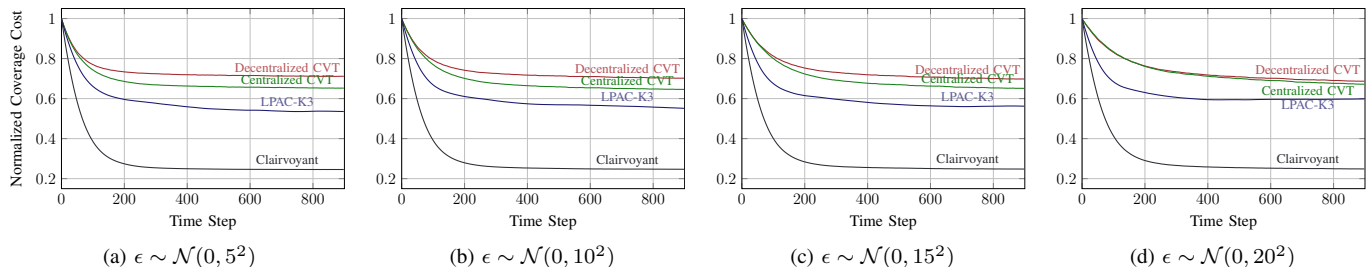 Normalized Coverage Cost
1
0.8
0.6
0.4
0.2
0
200
400
600
800
Time Step
Decentralized CVT
Centralized CVT
LPAC-K3
Clairvoyant
(a) ϵ ∼ N(0, 5²)
1
0.8
0.6
0.4
0.2
0
200
400
600
800
Time Step
Decentralized CVT
Centralized CVT
LPAC-K3
Clairvoyant
(b) ϵ ∼ N(0, 10²)
1
0.8
0.6
0.4
0.2
0
200
400
600
800
Time Step
Decentralized CVT
Centralized CVT
LPAC-K3
Clairvoyant
(c) ϵ ∼ N(0, 15²)
1
0.8
0.6
0.4
0.2
0
200
400
600
800
Time Step
Decentralized CVT
Centralized CVT
LPAC-K3
Clairvoyant
(d) ϵ ∼ N(0, 20²)